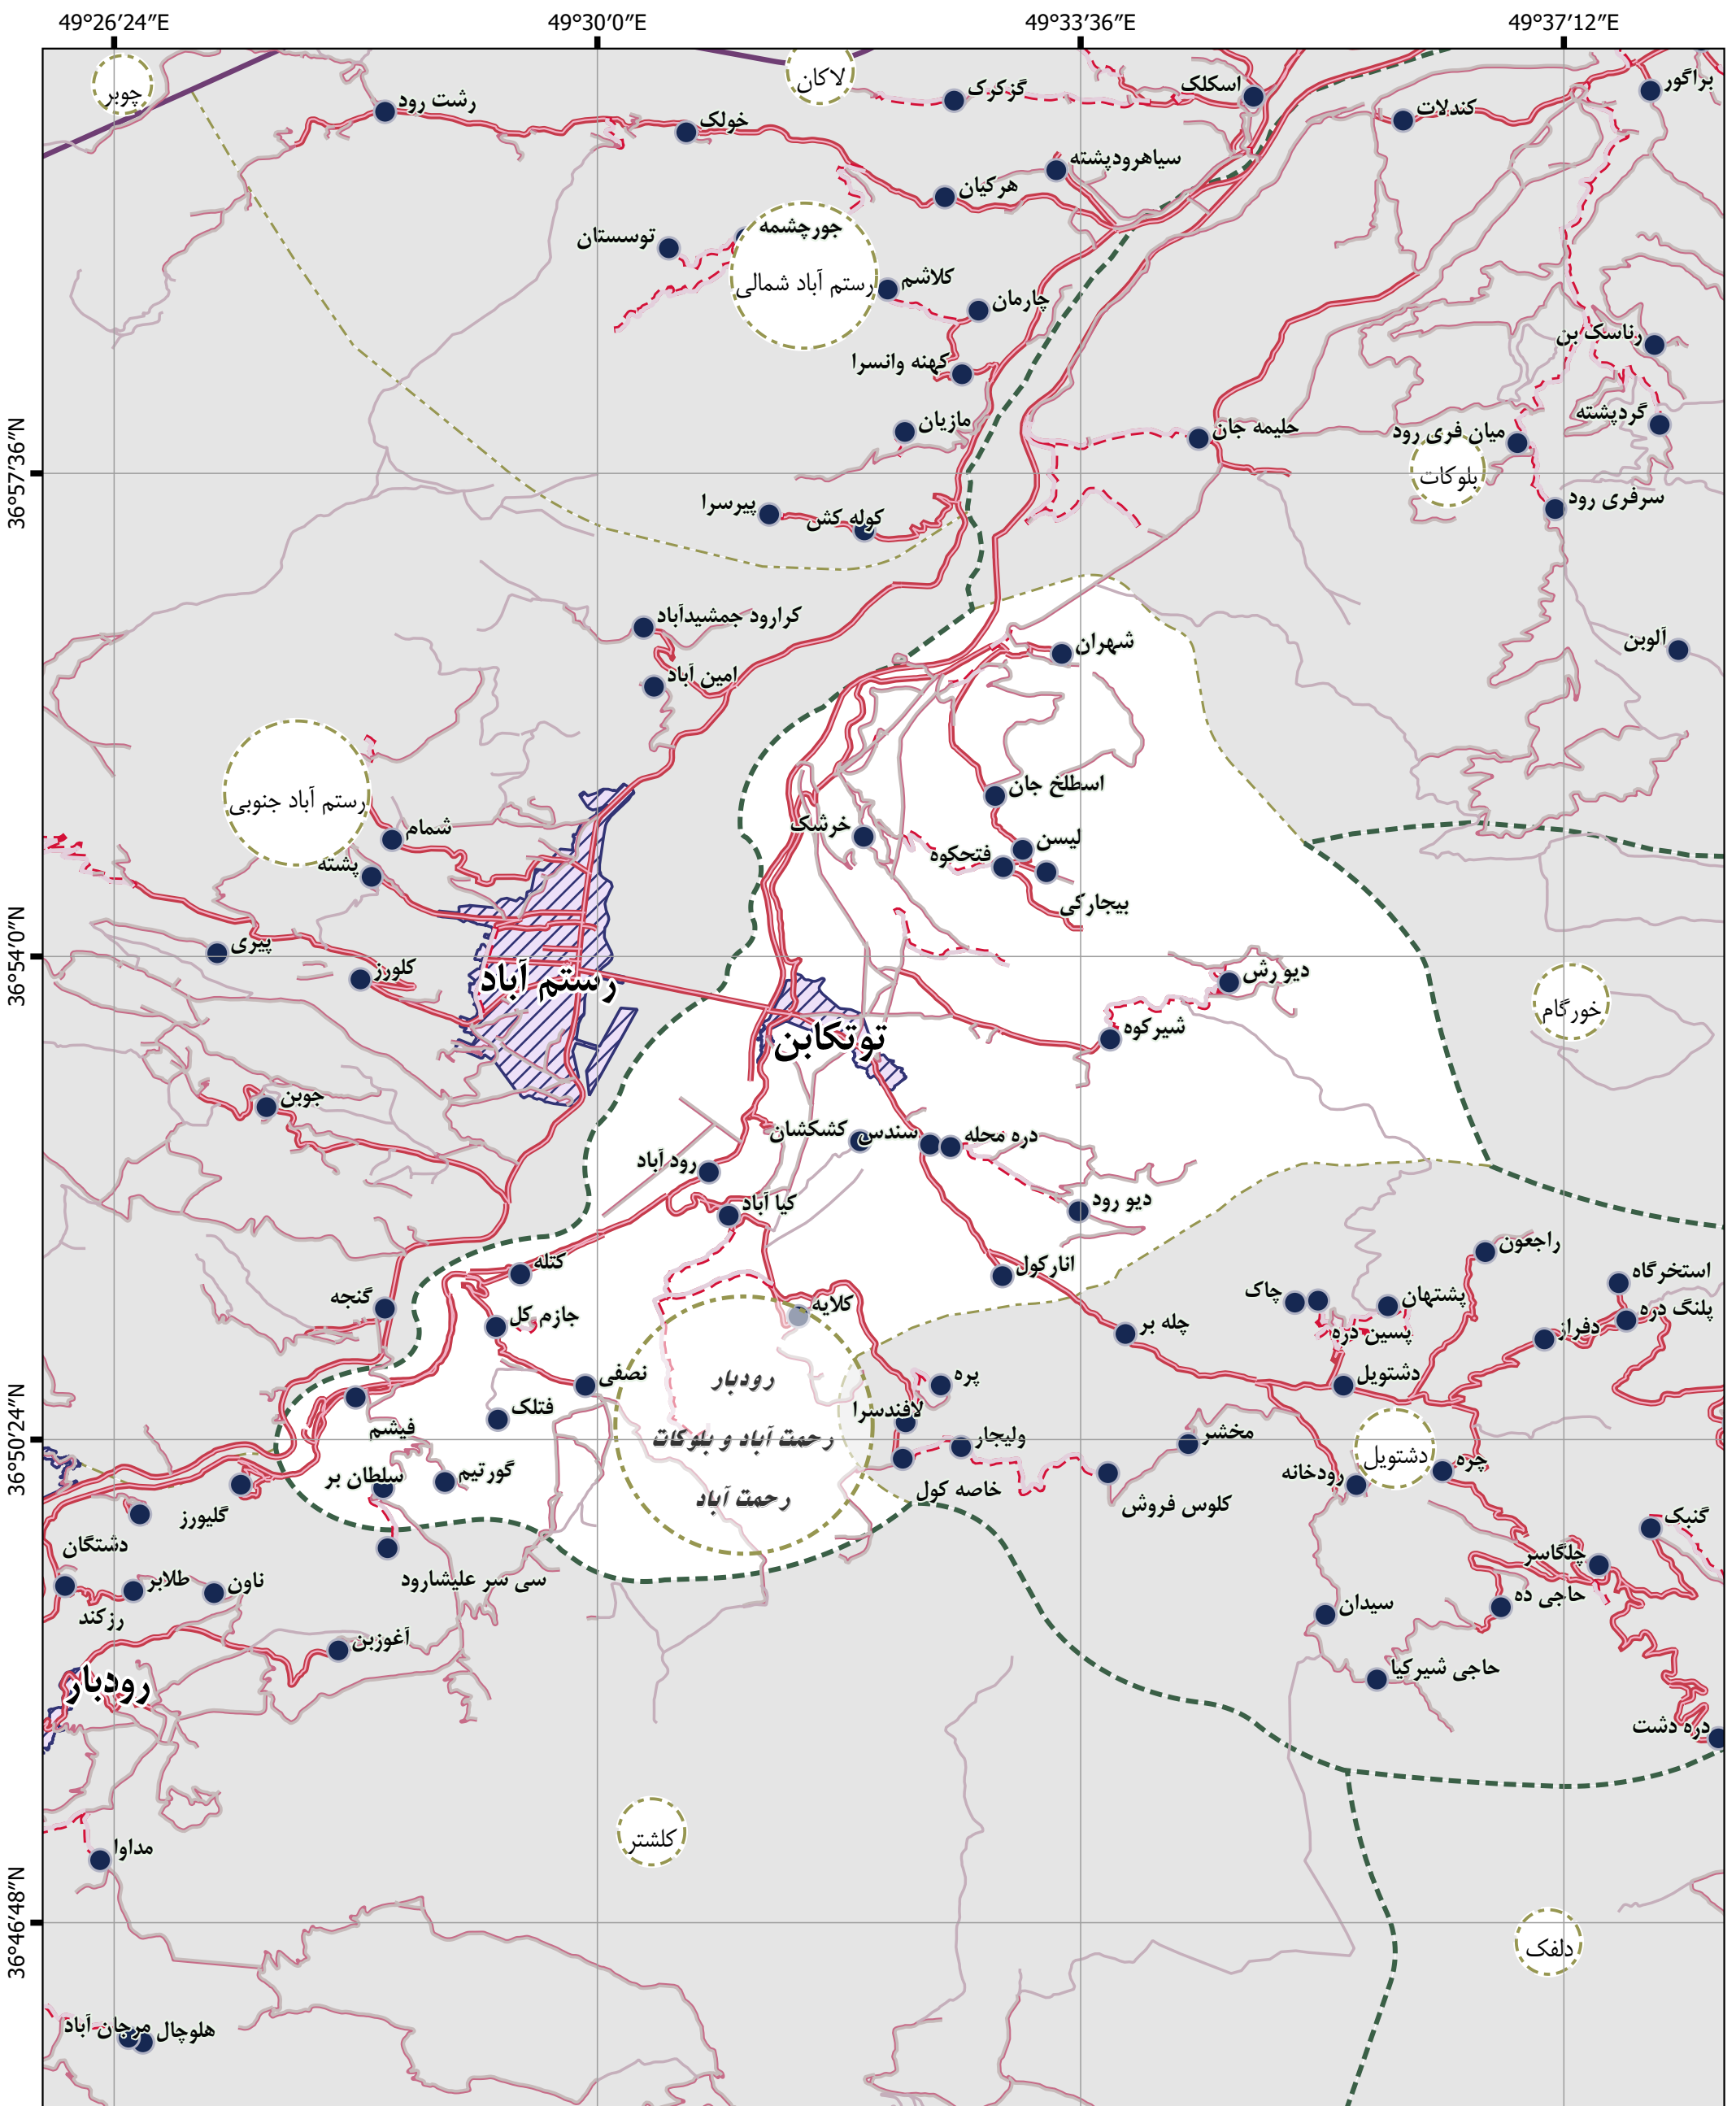 49°26′24″E
49°30′0″E
49°33′36″E
49°37′12″E
چوبر
لاکان
گزکرک
اسکلک
کندلات
براگور
رشت رود
خولک
سیاهرودپشته
هرکیان
توسستان
جورچشمه
رستم آباد شمالی
کلاشم
چارمان
کهنه وانسرا
رناسک بن
مازیان
حلیمه جان
میان فری رود
گردپشته
36°57′36″N
بلوکات
سرفری رود
پیرسرا
کوله کش
کرارود جمشیدآباد
امین آباد
شهران
آلوبن
رستم آباد جنوبی
اسطلخ جان
شمام
پشته
خرشک
لیسن
فتحکوه
بیجارکی
36°54′0″N
پیری
کلورز
رستم آباد
دیورش
خورگام
توتکابن
شیرکوه
جوبن
کشکشان
سندس
دره محله
رود آباد
کیا آباد
دیو رود
کتله
انارکول
راجعون
استخرگاه
گنجه
جازم کل
کلایه
چله بر
چاک
پشتهان
پسین دره
دفراز
پلنگ دره
نصفی
رودبار
پره
دشتویل
36°50′24″N
فیشم
فتلک
رحمت آباد و بلوکات
لافندسرا
ولیجار
مخشر
دشتویل
چره
سلطان بر
گورتیم
رحمت آباد
خاصه کول
کلوس فروش
رودخانه
گلیورز
گنبک
دشتگان
چلگاسر
طلابر
ناون
سی سر علیشارود
حاجی ده
رزکند
سیدان
آغوزبن
رودبار
حاجی شیرکیا
دره دشت
کلشتر
مداوا
36°46′48″N
دلفک
مرجان آباد
هلوچال